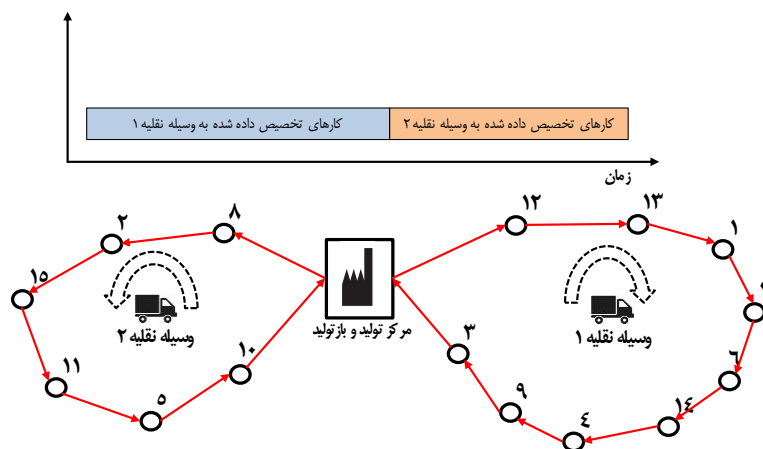 کارهای تخصیص داده شده به وسیله نقلیه ۱
کارهای تخصیص داده شده به وسیله نقلیه ۲
زمان
۸
۲
۱۵
۱۱
۵
۱۰
وسیله نقلیه ۲
مرکز تولید و بازتولید
۱۲
۱۳
۱
۶
۱٤
٤
۹
۳
وسیله نقلیه ۱